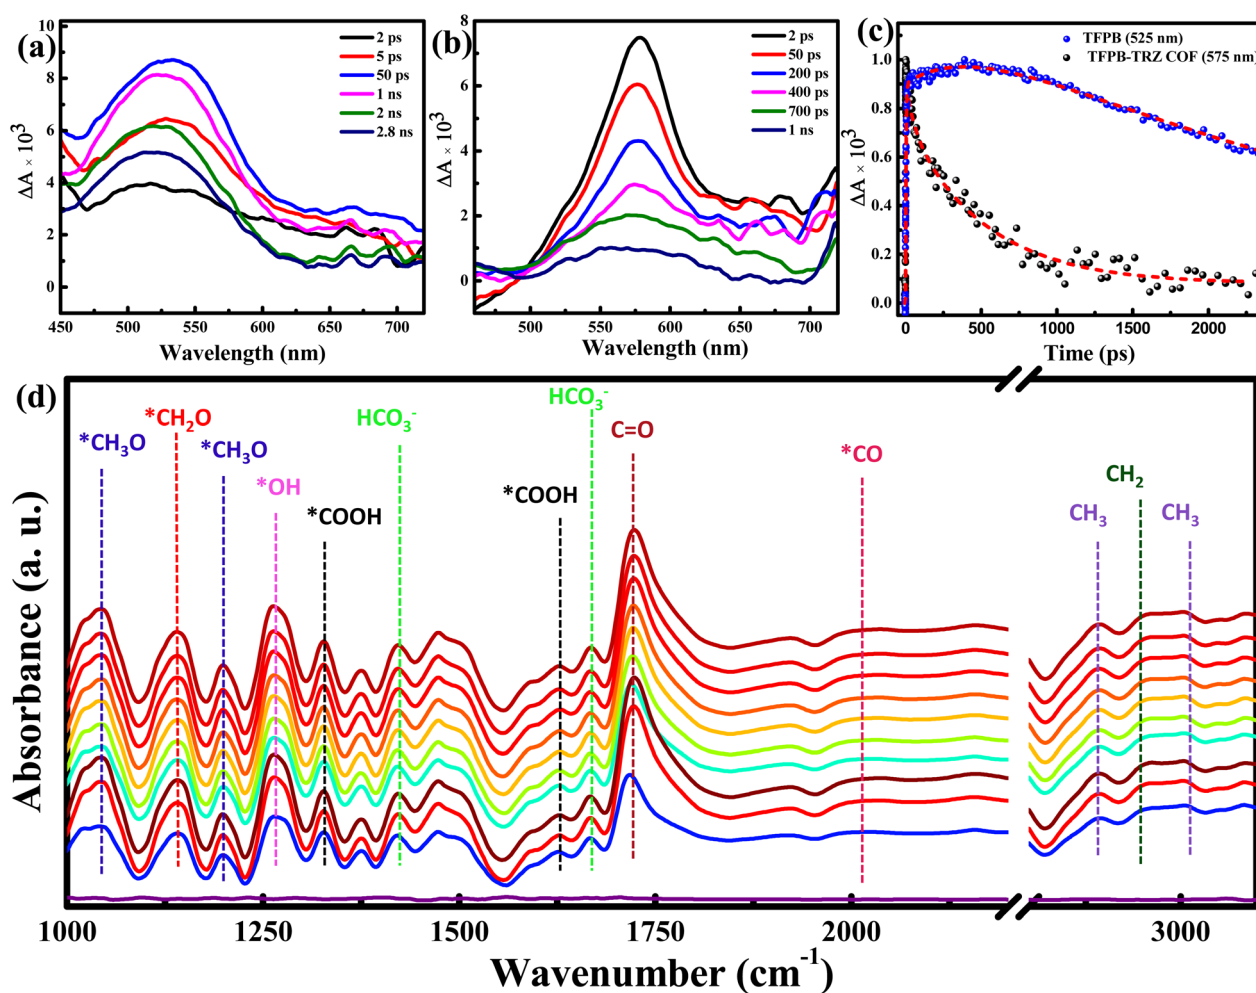 (a)
10
8
6
4
2
0
ΔA × 10³
2 ps
5 ps
50 ps
1 ns
2 ns
2.8 ns
450 500 550 600 650 700
Wavelength (nm)
(b)
8
6
4
2
0
ΔA × 10³
2 ps
50 ps
200 ps
400 ps
700 ps
1 ns
500 550 600 650 700
Wavelength (nm)
(c)
1.0
0.9
0.8
0.6
0.4
0.2
0.0
ΔA × 10³
TFPB (525 nm)
TFPB-TRZ COF (575 nm)
0 500 1000 1500 2000
Time (ps)
(d)
*CH₃O
*CH₂O
*CH₃O
*OH
*COOH
HCO₃⁻
*COOH
HCO₃⁻
C=O
*CO
CH₃
CH₂
CH₃
Absorbance (a. u.)
1000 1250 1500 1750 2000 3000
Wavenumber (cm⁻¹)